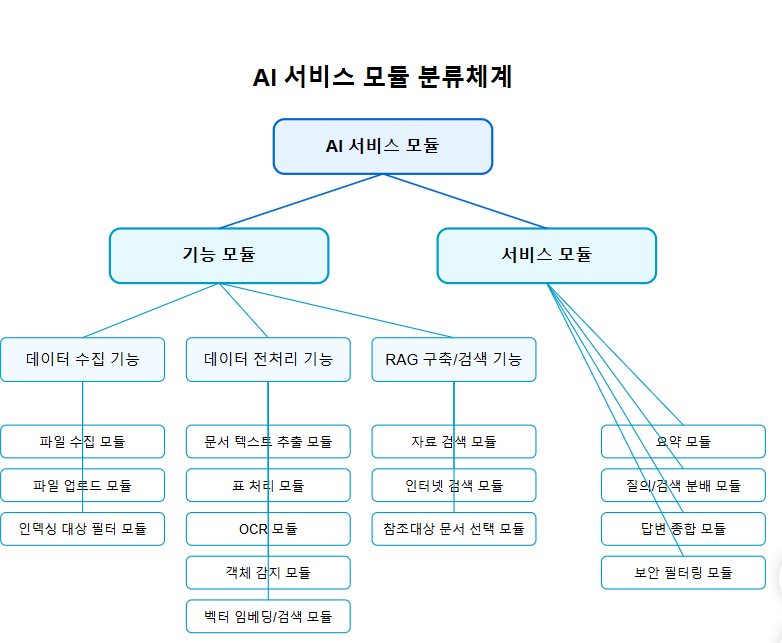 AI 서비스 모듈 분류체계
AI 서비스 모듈
기능 모듈
서비스 모듈
데이터 수집 기능
데이터 전처리 기능
RAG 구축/검색 기능
파일 수집 모듈
문서 텍스트 추출 모듈
자료 검색 모듈
요약 모듈
파일 업로드 모듈
표 처리 모듈
인터넷 검색 모듈
질의/검색 분배 모듈
인덱싱 대상 필터 모듈
OCR 모듈
참조대상 문서 선택 모듈
답변 종합 모듈
객체 감지 모듈
보안 필터링 모듈
벡터 임베딩/검색 모듈